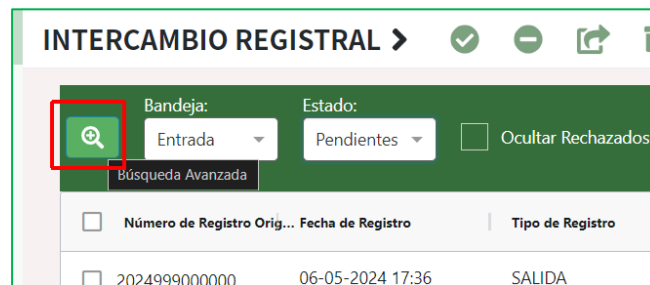 INTERCAMBIO REGISTRAL >
Bandeja: Estado:
Entrada Pendientes Ocultar Rechazados
Búsqueda Avanzada
Número de Registro Orig... Fecha de Registro Tipo de Registro
2024999000000 06-05-2024 17:36 SALIDA